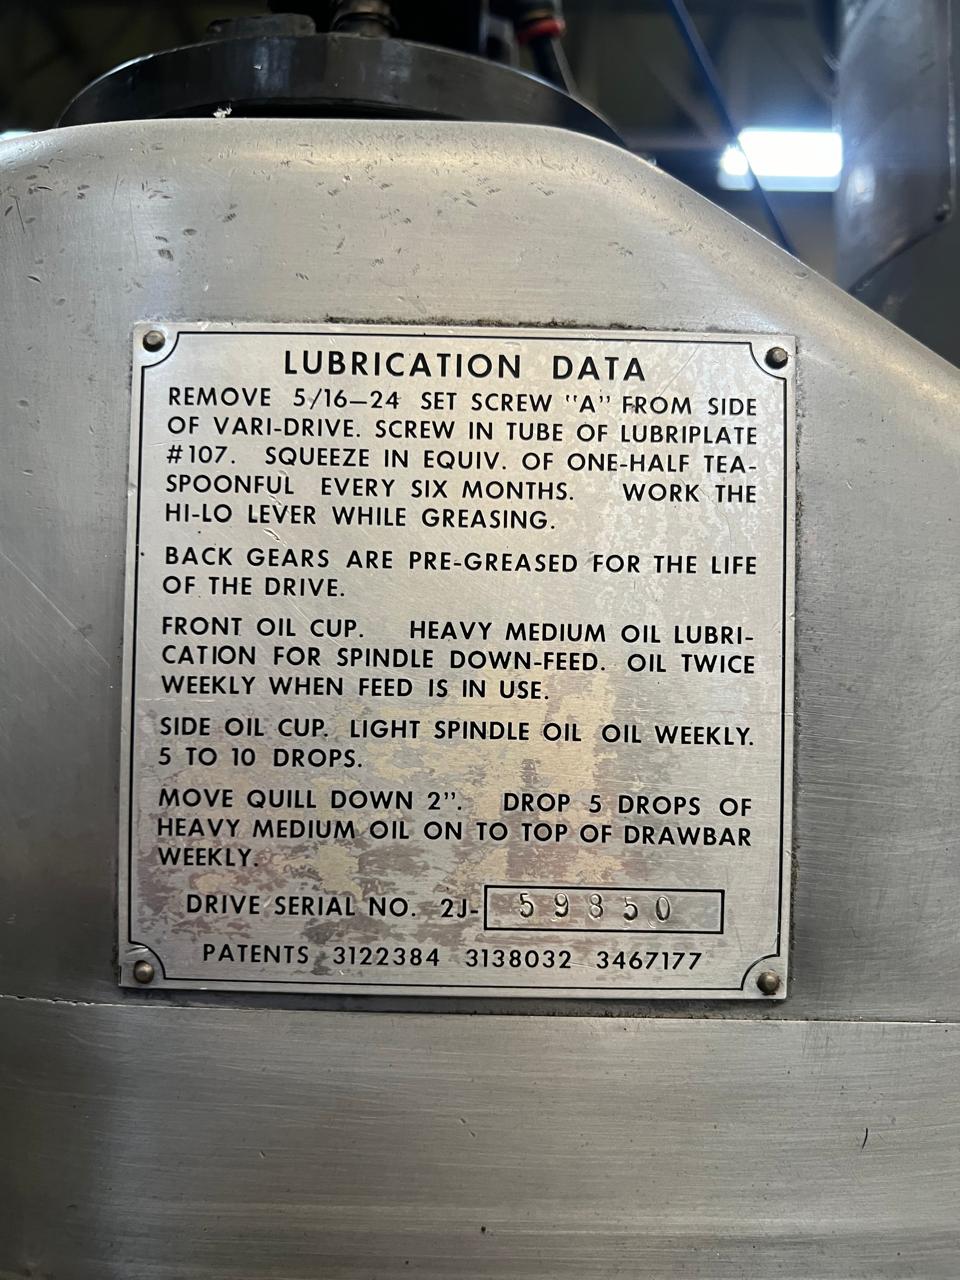 LUBRICATION DATA
REMOVE 5/16-24 SET SCREW "A" FROM SIDE
OF VARI-DRIVE. SCREW IN TUBE OF LUBRIPLATE
#107. SQUEEZE IN EQUIV. OF ONE-HALF TEA-
SPOONFUL EVERY SIX MONTHS. WORK THE
HI-LO LEVER WHILE GREASING.
BACK GEARS ARE PRE-GREASED FOR THE LIFE
OF THE DRIVE.
FRONT OIL CUP. HEAVY MEDIUM OIL LUBRI-
CATION FOR SPINDLE DOWN-FEED. OIL TWICE
WEEKLY WHEN FEED IS IN USE.
SIDE OIL CUP. LIGHT SPINDLE OIL OIL WEEKLY.
5 TO 10 DROPS.
MOVE QUILL DOWN 2". DROP 5 DROPS OF
HEAVY MEDIUM OIL ON TO TOP OF DRAWBAR
WEEKLY.
DRIVE SERIAL NO. 2J- 59850
PATENTS 3122384 3138032 3467177